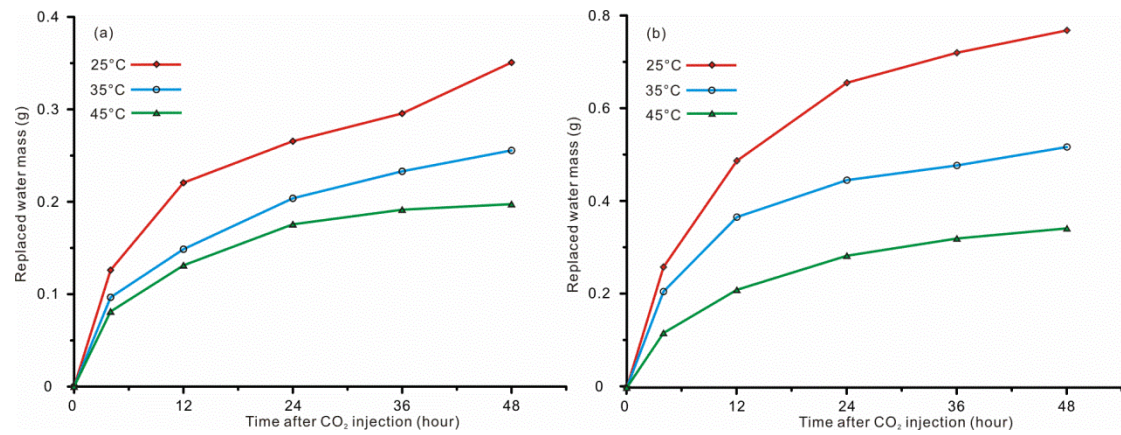 (a)
25°C
35°C
45°C
Replaced water mass (g)
0.4
0.3
0.2
0.1
0
0 12 24 36 48
Time after CO₂ injection (hour)
(b)
25°C
35°C
45°C
Replaced water mass (g)
0.8
0.6
0.4
0.2
0
0 12 24 36 48
Time after CO₂ injection (hour)